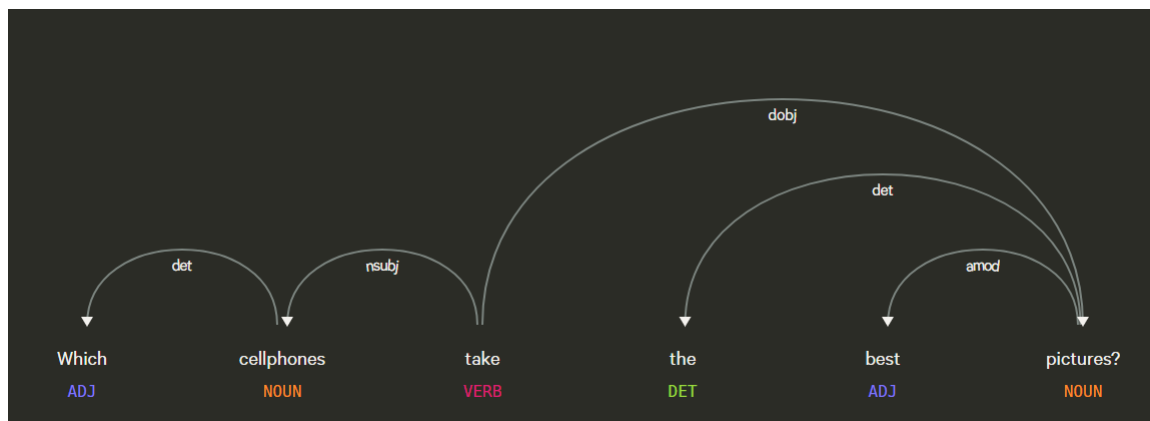 dobj
det
det nsubj amod
Which cellphones take the best pictures?
ADJ NOUN VERB DET ADJ NOUN